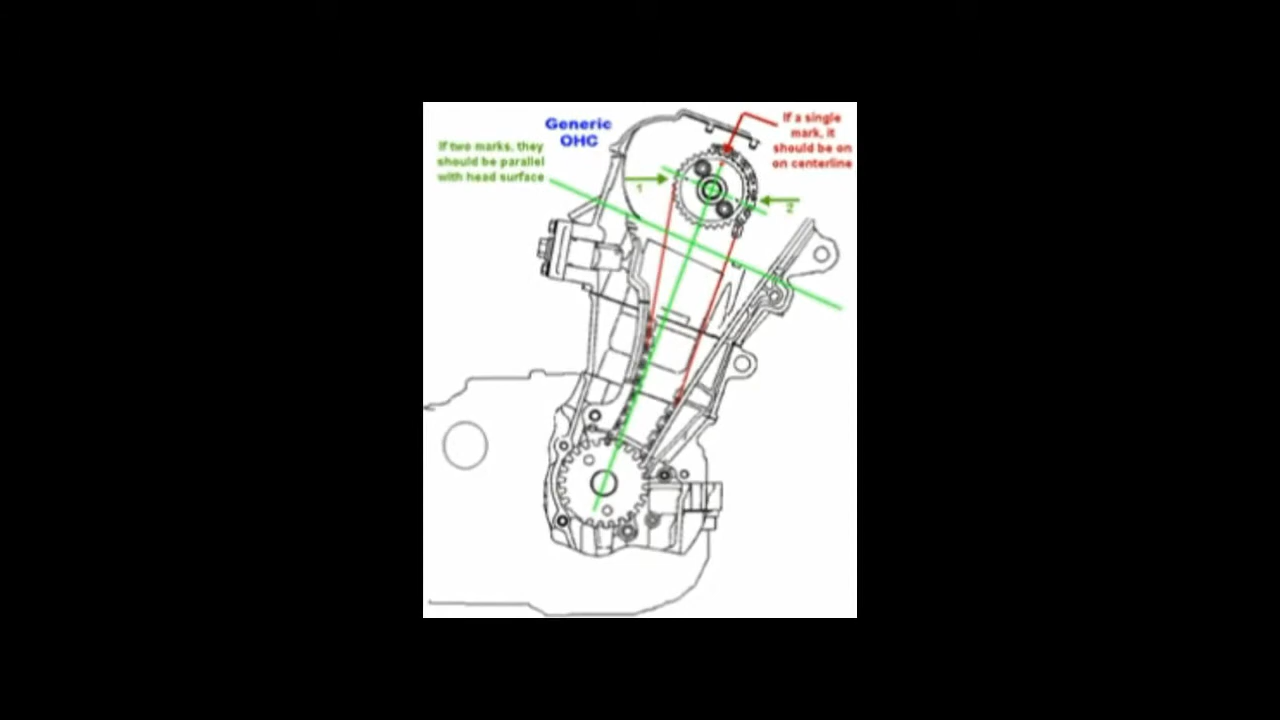 Generic
OHC
If two marks, they
should be parallel
with head surface
If a single
mark, it
should be on
on centerline
1
2